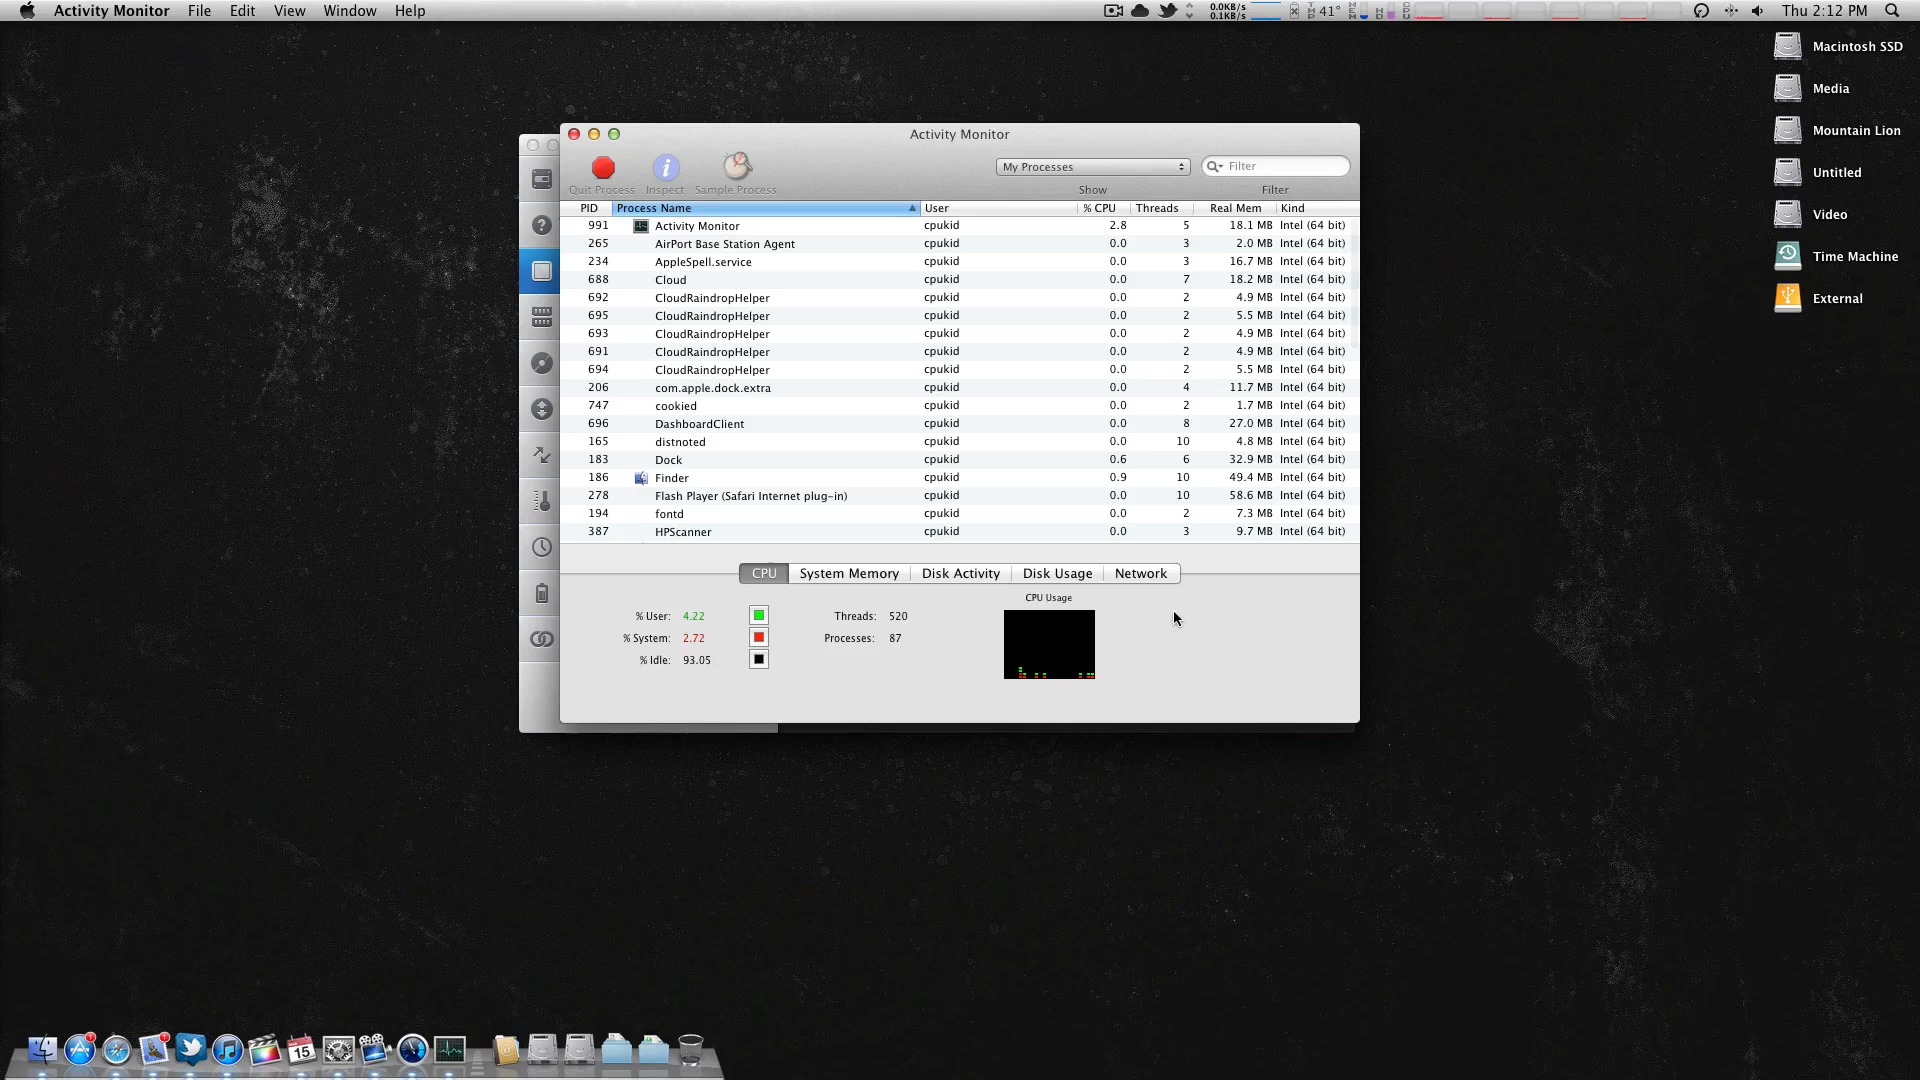 Activity Monitor File Edit View Window Help 0.0KB/s 41° Thu 2:12 PM
0.1KB/s
Macintosh SSD
Media
Mountain Lion
Untitled
Video
Time Machine
External
Activity Monitor
My Processes Filter
Quit Process Inspect Sample Process Show Filter
PID Process Name User % CPU Threads Real Mem Kind
991 Activity Monitor cpukid 2.8 5 18.1 MB Intel (64 bit)
265 AirPort Base Station Agent cpukid 0.0 3 2.0 MB Intel (64 bit)
234 AppleSpell.service cpukid 0.0 3 16.7 MB Intel (64 bit)
688 Cloud cpukid 0.0 7 18.2 MB Intel (64 bit)
692 CloudRaindropHelper cpukid 0.0 2 4.9 MB Intel (64 bit)
695 CloudRaindropHelper cpukid 0.0 2 5.5 MB Intel (64 bit)
693 CloudRaindropHelper cpukid 0.0 2 4.9 MB Intel (64 bit)
691 CloudRaindropHelper cpukid 0.0 2 4.9 MB Intel (64 bit)
694 CloudRaindropHelper cpukid 0.0 2 5.5 MB Intel (64 bit)
206 com.apple.dock.extra cpukid 0.0 4 11.7 MB Intel (64 bit)
747 cookied cpukid 0.0 2 1.7 MB Intel (64 bit)
696 DashboardClient cpukid 0.0 8 27.0 MB Intel (64 bit)
165 distnoted cpukid 0.0 10 4.8 MB Intel (64 bit)
183 Dock cpukid 0.6 6 32.9 MB Intel (64 bit)
186 Finder cpukid 0.9 10 49.4 MB Intel (64 bit)
278 Flash Player (Safari Internet plug-in) cpukid 0.0 10 58.6 MB Intel (64 bit)
194 fontd cpukid 0.0 2 7.3 MB Intel (64 bit)
387 HPScanner cpukid 0.0 3 9.7 MB Intel (64 bit)
CPU System Memory Disk Activity Disk Usage Network
CPU Usage
% User: 4.22 Threads: 520
% System: 2.72 Processes: 87
% Idle: 93.05
15